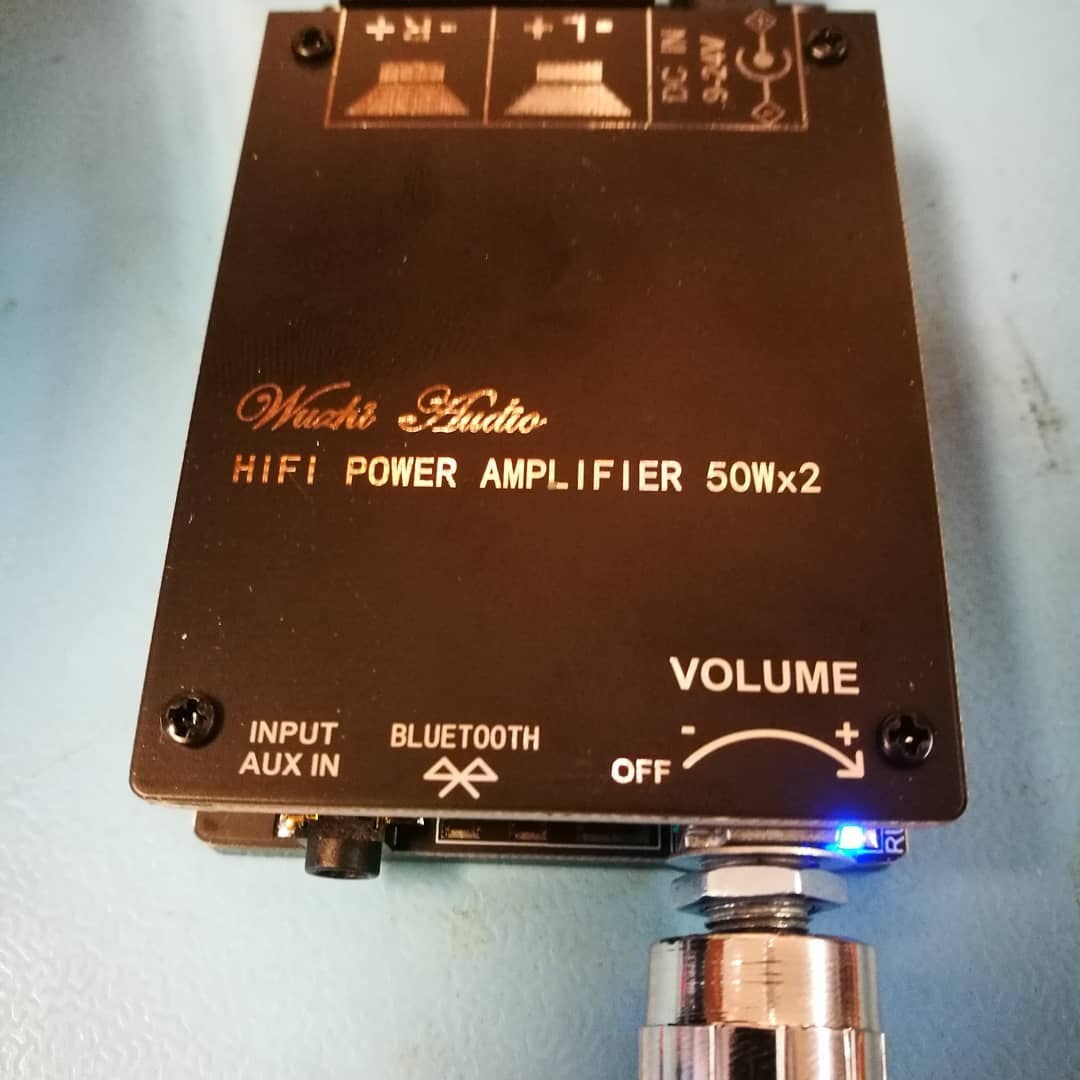 + R -
+ L -
DC IN
9-24V
Wuzhi Audio
HIFI POWER AMPLIFIER 50Wx2
VOLUME
- +
OFF
INPUT
AUX IN
BLUETOOTH